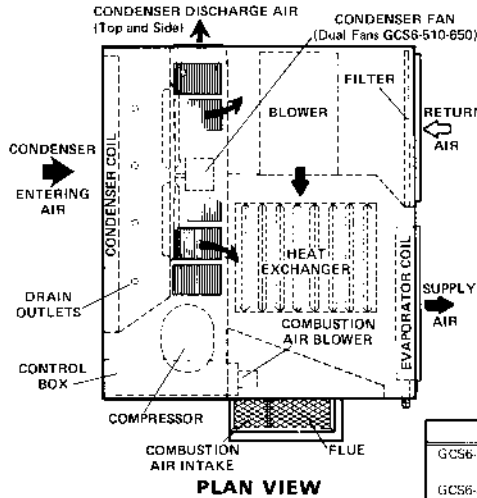 CONDENSER DISCHARGE AIR
(Top and Side)
CONDENSER FAN
(Dual Fans GCS6-510-650)
BLOWER
FILTER
RETURN
AIR
CONDENSER
ENTERING
AIR
CONDENSER COIL
HEAT
EXCHANGER
EVAPORATOR COIL
SUPPLY
AIR
DRAIN
OUTLETS
COMBUSTION
AIR BLOWER
CONTROL
BOX
COMPRESSOR
COMBUSTION
AIR INTAKE
FLUE
PLAN VIEW
GCS6-
GCS6-